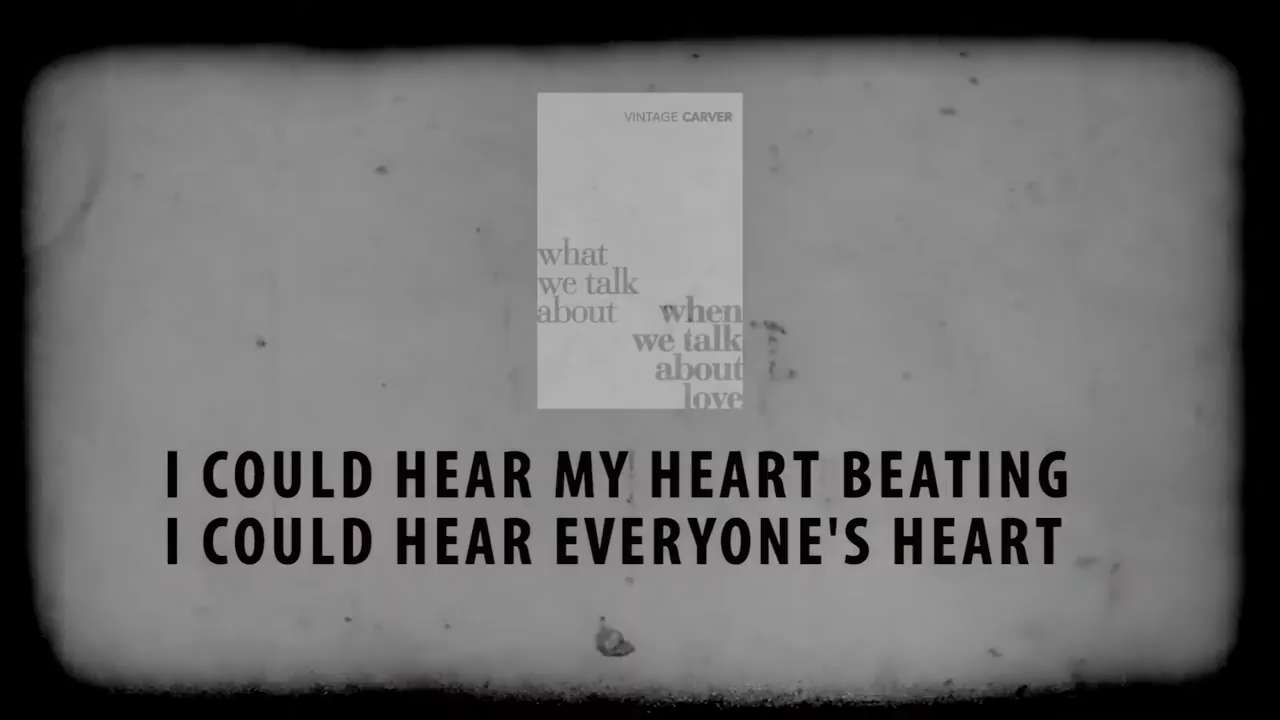 VINTAGE CARVER
what
we talk
about
when
we talk
about
love
I COULD HEAR MY HEART BEATING
I COULD HEAR EVERYONE'S HEART